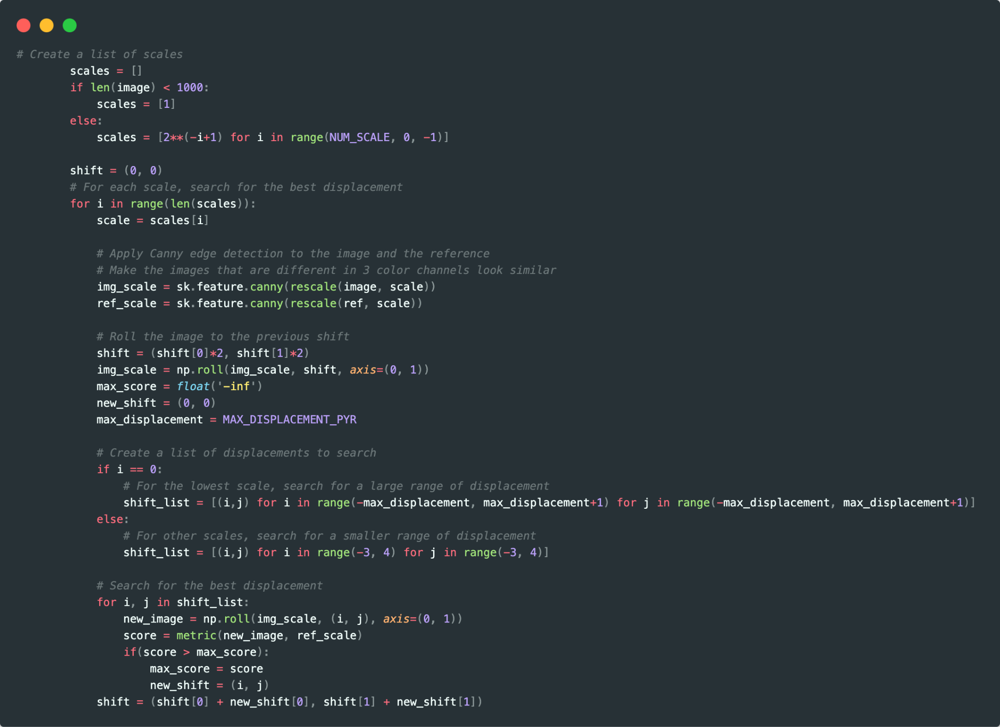 # Create a list of scales
        scales = []
        if len(image) < 1000:
            scales = [1]
        else:
            scales = [2**(-i+1) for i in range(NUM_SCALE, 0, -1)]

        shift = (0, 0)
        # For each scale, search for the best displacement
        for i in range(len(scales)):
            scale = scales[i]

            # Apply Canny edge detection to the image and the reference
            # Make the images that are different in 3 color channels look similar
            img_scale = sk.feature.canny(rescale(image, scale))
            ref_scale = sk.feature.canny(rescale(ref, scale))

            # Roll the image to the previous shift
            shift = (shift[0]*2, shift[1]*2)
            img_scale = np.roll(img_scale, shift, axis=(0, 1))
            max_score = float('-inf')
            new_shift = (0, 0)
            max_displacement = MAX_DISPLACEMENT_PYR

            # Create a list of displacements to search
            if i == 0:
                # For the lowest scale, search for a large range of displacement
                shift_list = [(i,j) for i in range(-max_displacement, max_displacement+1) for j in range(-max_displacement, max_displacement+1)]
            else:
                # For other scales, search for a smaller range of displacement
                shift_list = [(i,j) for i in range(-3, 4) for j in range(-3, 4)]

            # Search for the best displacement
            for i, j in shift_list:
                new_image = np.roll(img_scale, (i, j), axis=(0, 1))
                score = metric(new_image, ref_scale)
                if(score > max_score):
                    max_score = score
                    new_shift = (i, j)
            shift = (shift[0] + new_shift[0], shift[1] + new_shift[1])